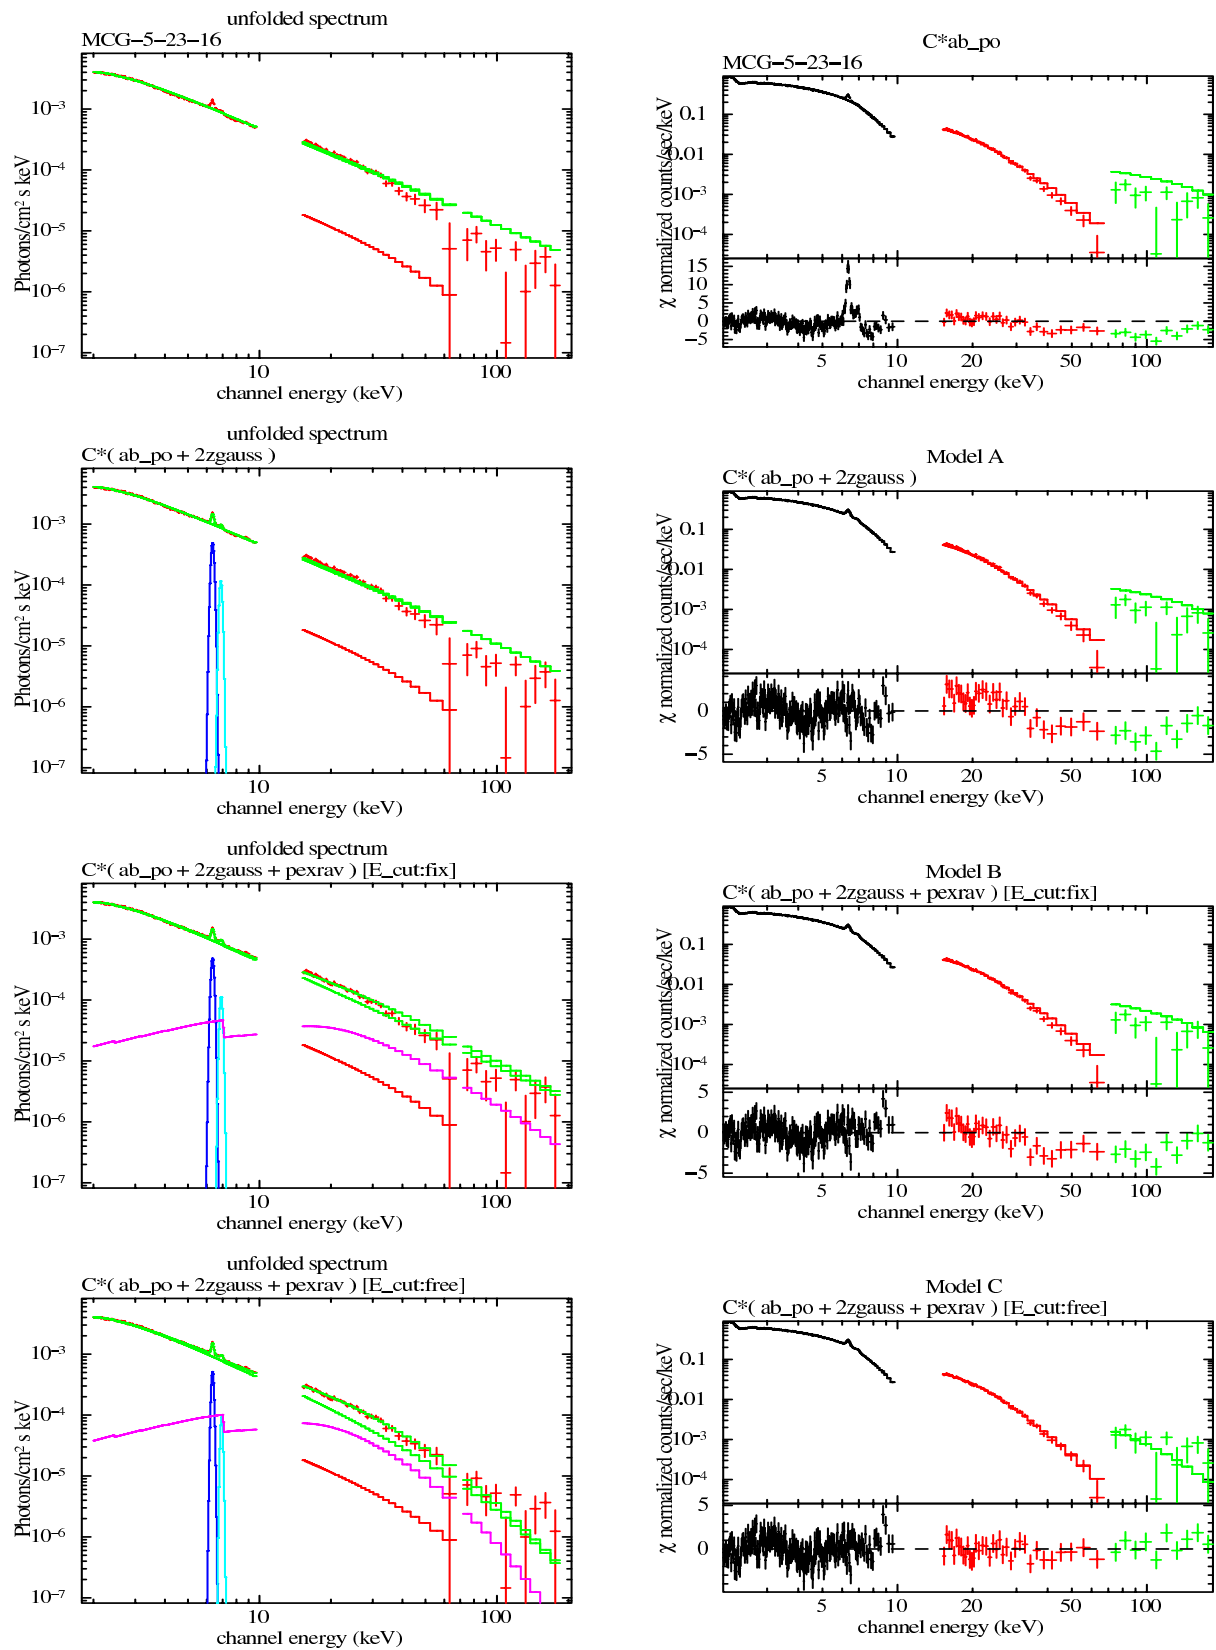 unfolded spectrum
MCG−5−23−16
Photons/cm² s keV
10⁻³
10⁻⁴
10⁻⁵
10⁻⁶
10⁻⁷
10
100
channel energy (keV)
C*ab_po
MCG−5−23−16
χ normalized counts/sec/keV
0.1
0.01
10⁻³
10⁻⁴
15
10
5
0
−5
5
10
20
50
100
channel energy (keV)
unfolded spectrum
C*( ab_po + 2zgauss )
Photons/cm² s keV
10⁻³
10⁻⁴
10⁻⁵
10⁻⁶
10⁻⁷
10
100
channel energy (keV)
Model A
C*( ab_po + 2zgauss )
χ normalized counts/sec/keV
0.1
0.01
10⁻³
10⁻⁴
0
−5
5
10
20
50
100
channel energy (keV)
unfolded spectrum
C*( ab_po + 2zgauss + pexrav ) [E_cut:fix]
Photons/cm² s keV
10⁻³
10⁻⁴
10⁻⁵
10⁻⁶
10⁻⁷
10
100
channel energy (keV)
Model B
C*( ab_po + 2zgauss + pexrav ) [E_cut:fix]
χ normalized counts/sec/keV
0.1
0.01
10⁻³
10⁻⁴
5
0
−5
5
10
20
50
100
channel energy (keV)
unfolded spectrum
C*( ab_po + 2zgauss + pexrav ) [E_cut:free]
Photons/cm² s keV
10⁻³
10⁻⁴
10⁻⁵
10⁻⁶
10⁻⁷
10
100
channel energy (keV)
Model C
C*( ab_po + 2zgauss + pexrav ) [E_cut:free]
χ normalized counts/sec/keV
0.1
0.01
10⁻³
10⁻⁴
5
0
5
10
20
50
100
channel energy (keV)